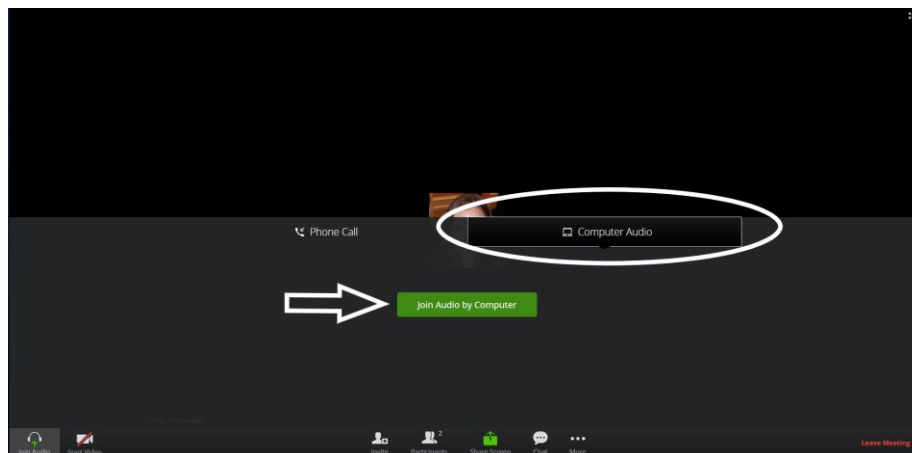 Phone Call
Computer Audio
Join Audio by Computer
2
Join Audio
Start Video
Invite
Participants
Share Screen
Chat
More
Leave Meeting